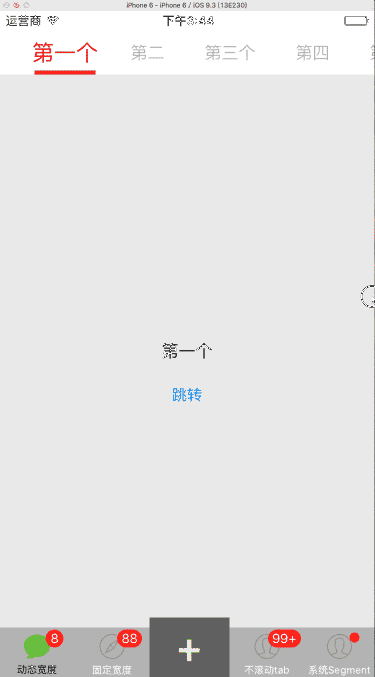 iPhone 6 - iPhone 6 / iOS 9.3 (13E230)
运营商 下午3:44
第一个 第二 第三个 第四
第一个
跳转
8 88 99+
+
动态宽度 固定宽度 不滚动tab 系统Segment